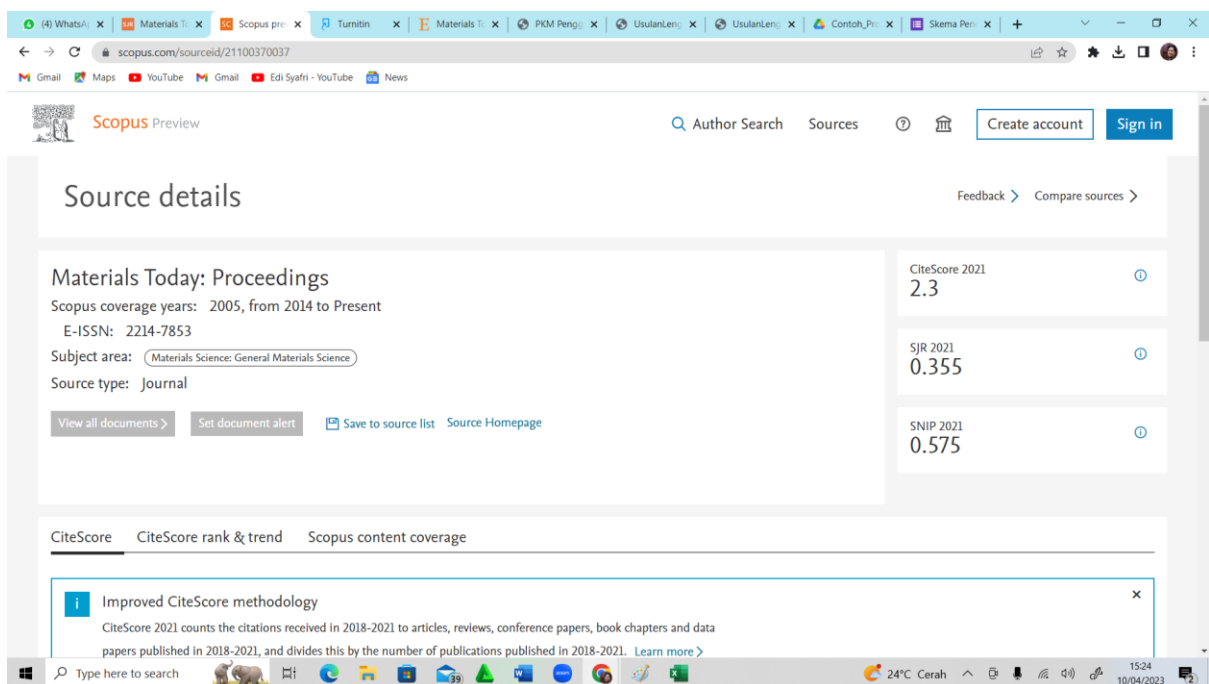 (4) WhatsA
Materials To
Scopus prev
Turnitin
Materials To
PKM Pengg
UsulanLeng
UsulanLeng
Contoh_Pro
Skema Pen
scopus.com/sourceid/21100370037
Gmail
Maps
YouTube
Gmail
Edi Syafri - YouTube
News
Scopus Preview
Author Search
Sources
Create account
Sign in
Source details
Feedback
Compare sources
Materials Today: Proceedings
Scopus coverage years: 2005, from 2014 to Present
E-ISSN: 2214-7853
Subject area: Materials Science: General Materials Science
Source type: Journal
View all documents >
Set document alert
Save to source list
Source Homepage
CiteScore 2021
2.3
SJR 2021
0.355
SNIP 2021
0.575
CiteScore
CiteScore rank & trend
Scopus content coverage
Improved CiteScore methodology
CiteScore 2021 counts the citations received in 2018-2021 to articles, reviews, conference papers, book chapters and data
papers published in 2018-2021, and divides this by the number of publications published in 2018-2021. Learn more >
Type here to search
39
24°C Cerah
15:24
10/04/2023
2